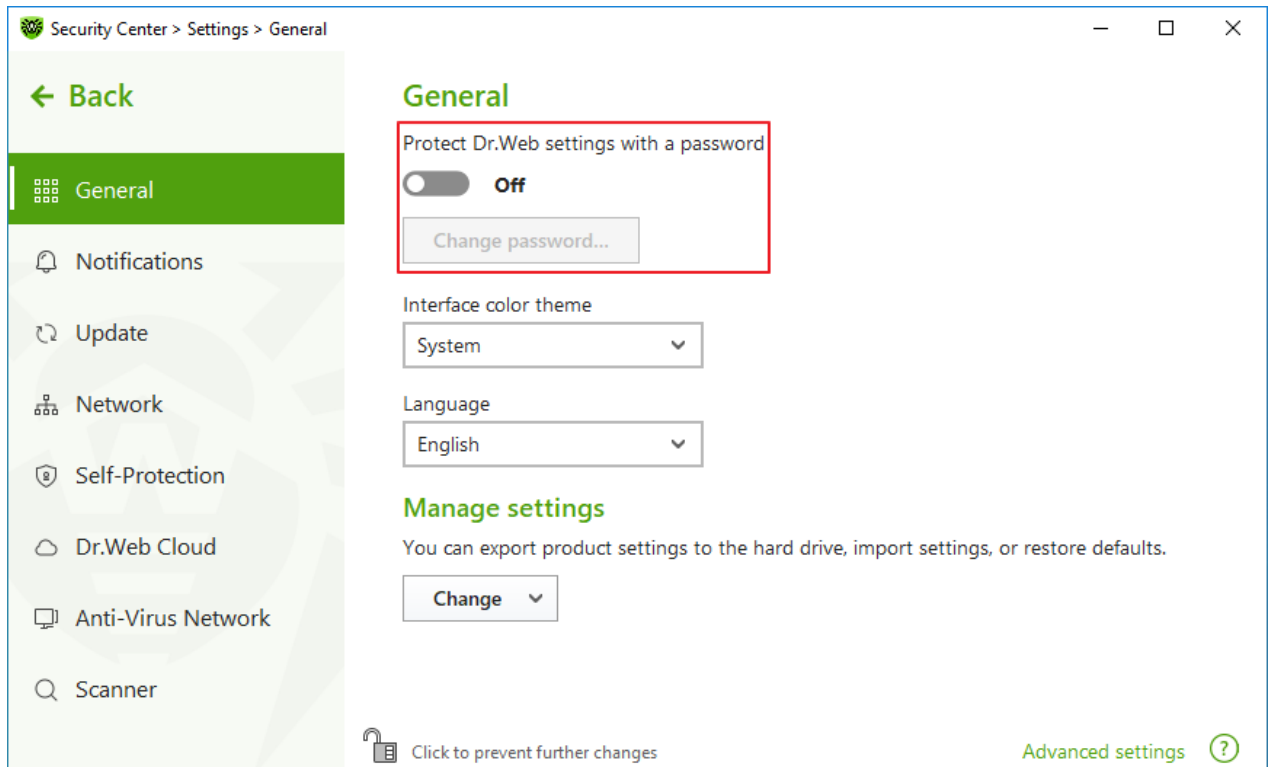 Security Center > Settings > General
Back
General
Notifications
Update
Network
Self-Protection
Dr.Web Cloud
Anti-Virus Network
Scanner
General
Protect Dr.Web settings with a password
Off
Change password...
Interface color theme
System
Language
English
Manage settings
You can export product settings to the hard drive, import settings, or restore defaults.
Change
Click to prevent further changes
Advanced settings
?